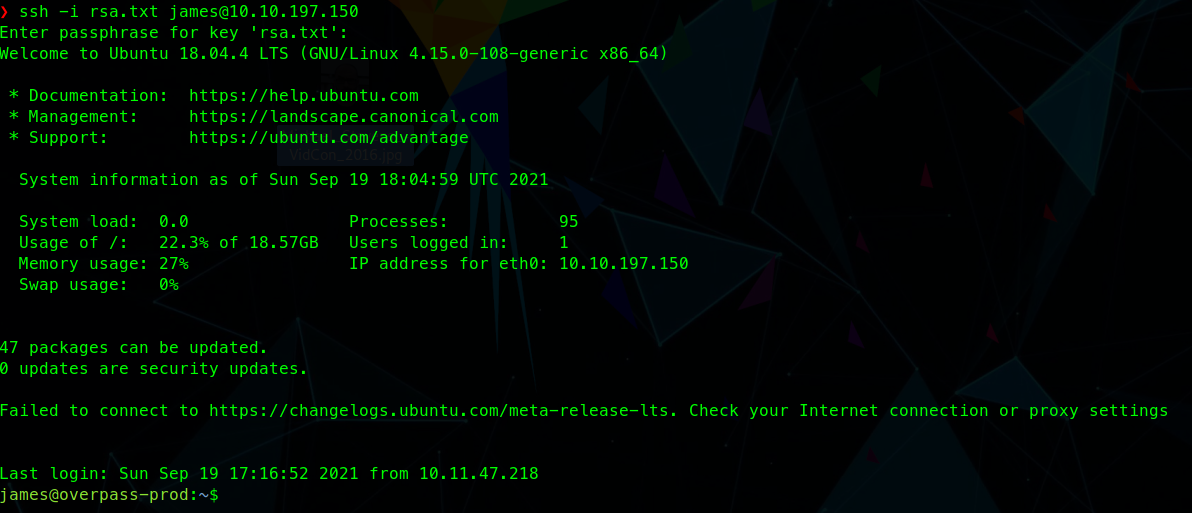 ❯ ssh -i rsa.txt james@10.10.197.150
Enter passphrase for key 'rsa.txt':
Welcome to Ubuntu 18.04.4 LTS (GNU/Linux 4.15.0-108-generic x86_64)
* Documentation:  https://help.ubuntu.com
* Management:     https://landscape.canonical.com
* Support:        https://ubuntu.com/advantage
VidCon_2016.jpg
System information as of Sun Sep 19 18:04:59 UTC 2021
System load:  0.0                Processes:           95
Usage of /:   22.3% of 18.57GB   Users logged in:     1
Memory usage: 27%                IP address for eth0: 10.10.197.150
Swap usage:   0%
47 packages can be updated.
0 updates are security updates.
Failed to connect to https://changelogs.ubuntu.com/meta-release-lts. Check your Internet connection or proxy settings
Last login: Sun Sep 19 17:16:52 2021 from 10.11.47.218
james@overpass-prod:~$